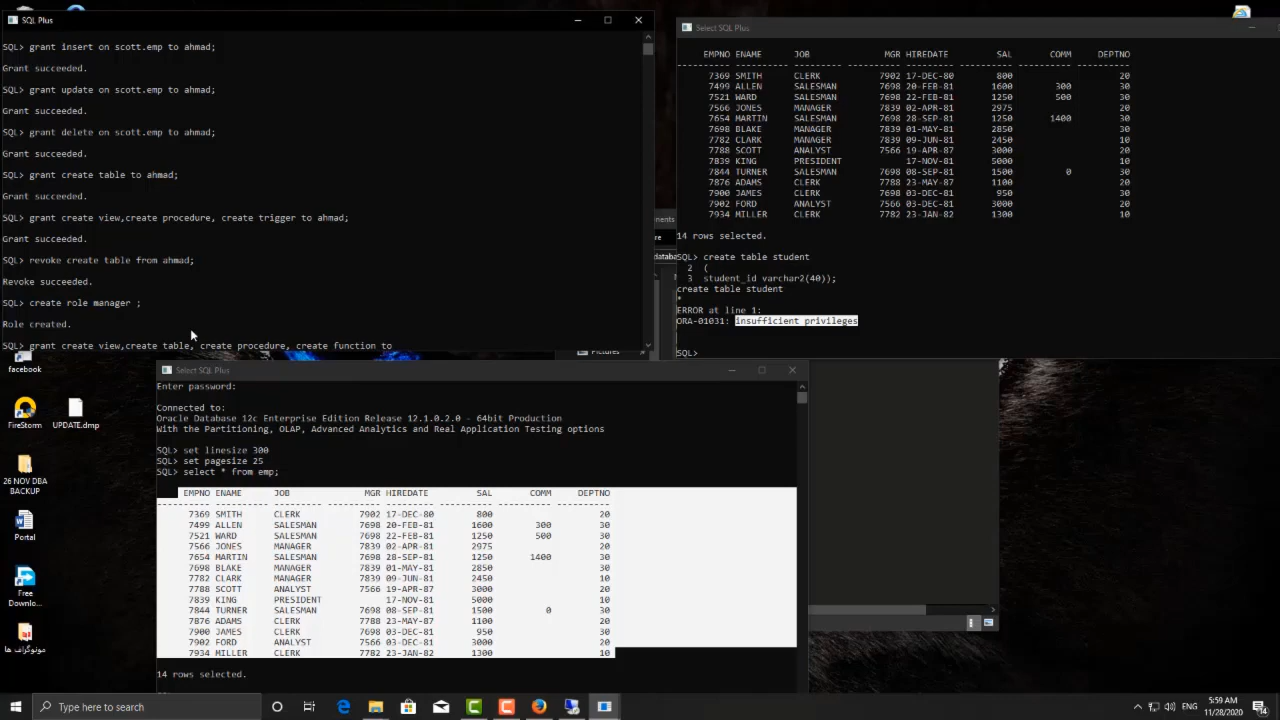 SQL Plus
SQL> grant insert on scott.emp to ahmad;
Grant succeeded.
SQL> grant update on scott.emp to ahmad;
Grant succeeded.
SQL> grant delete on scott.emp to ahmad;
Grant succeeded.
SQL> grant create table to ahmad;
Grant succeeded.
SQL> grant create view,create procedure, create trigger to ahmad;
Grant succeeded.
SQL> revoke create table from ahmad;
Revoke succeeded.
SQL> create role manager ;
Role created.
SQL> grant create view,create table, create procedure, create function to
Select SQL Plus
EMPNO ENAME JOB MGR HIREDATE SAL COMM DEPTNO
---------- ---------- --------- ---------- --------- ---------- ---------- ----------
7369 SMITH CLERK 7902 17-DEC-80 800 20
7499 ALLEN SALESMAN 7698 20-FEB-81 1600 300 30
7521 WARD SALESMAN 7698 22-FEB-81 1250 500 30
7566 JONES MANAGER 7839 02-APR-81 2975 20
7654 MARTIN SALESMAN 7698 28-SEP-81 1250 1400 30
7698 BLAKE MANAGER 7839 01-MAY-81 2850 30
7782 CLARK MANAGER 7839 09-JUN-81 2450 10
7788 SCOTT ANALYST 7566 19-APR-87 3000 20
7839 KING PRESIDENT 17-NOV-81 5000 10
7844 TURNER SALESMAN 7698 08-SEP-81 1500 0 30
7876 ADAMS CLERK 7788 23-MAY-87 1100 20
7900 JAMES CLERK 7698 03-DEC-81 950 30
7902 FORD ANALYST 7566 03-DEC-81 3000 20
7934 MILLER CLERK 7782 23-JAN-82 1300 10
14 rows selected.
SQL> create table student
2 (
3 student_id varchar2(40));
create table student
*
ERROR at line 1:
ORA-01031: insufficient privileges
SQL>
Pictures
Select SQL Plus
Enter password:
Connected to:
Oracle Database 12c Enterprise Edition Release 12.1.0.2.0 - 64bit Production
With the Partitioning, OLAP, Advanced Analytics and Real Application Testing options
SQL> set linesize 300
SQL> set pagesize 25
SQL> select * from emp;
EMPNO ENAME JOB MGR HIREDATE SAL COMM DEPTNO
---------- ---------- --------- ---------- --------- ---------- ---------- ----------
7369 SMITH CLERK 7902 17-DEC-80 800 20
7499 ALLEN SALESMAN 7698 20-FEB-81 1600 300 30
7521 WARD SALESMAN 7698 22-FEB-81 1250 500 30
7566 JONES MANAGER 7839 02-APR-81 2975 20
7654 MARTIN SALESMAN 7698 28-SEP-81 1250 1400 30
7698 BLAKE MANAGER 7839 01-MAY-81 2850 30
7782 CLARK MANAGER 7839 09-JUN-81 2450 10
7788 SCOTT ANALYST 7566 19-APR-87 3000 20
7839 KING PRESIDENT 17-NOV-81 5000 10
7844 TURNER SALESMAN 7698 08-SEP-81 1500 0 30
7876 ADAMS CLERK 7788 23-MAY-87 1100 20
7900 JAMES CLERK 7698 03-DEC-81 950 30
7902 FORD ANALYST 7566 03-DEC-81 3000 20
7934 MILLER CLERK 7782 23-JAN-82 1300 10
14 rows selected.
facebook
FireStorm
UPDATE.dmp
26 NOV DBA
BACKUP
Portal
Free
Downlo...
مونوگراف ها
Type here to search
ENG
5:59 AM
11/28/2020
14